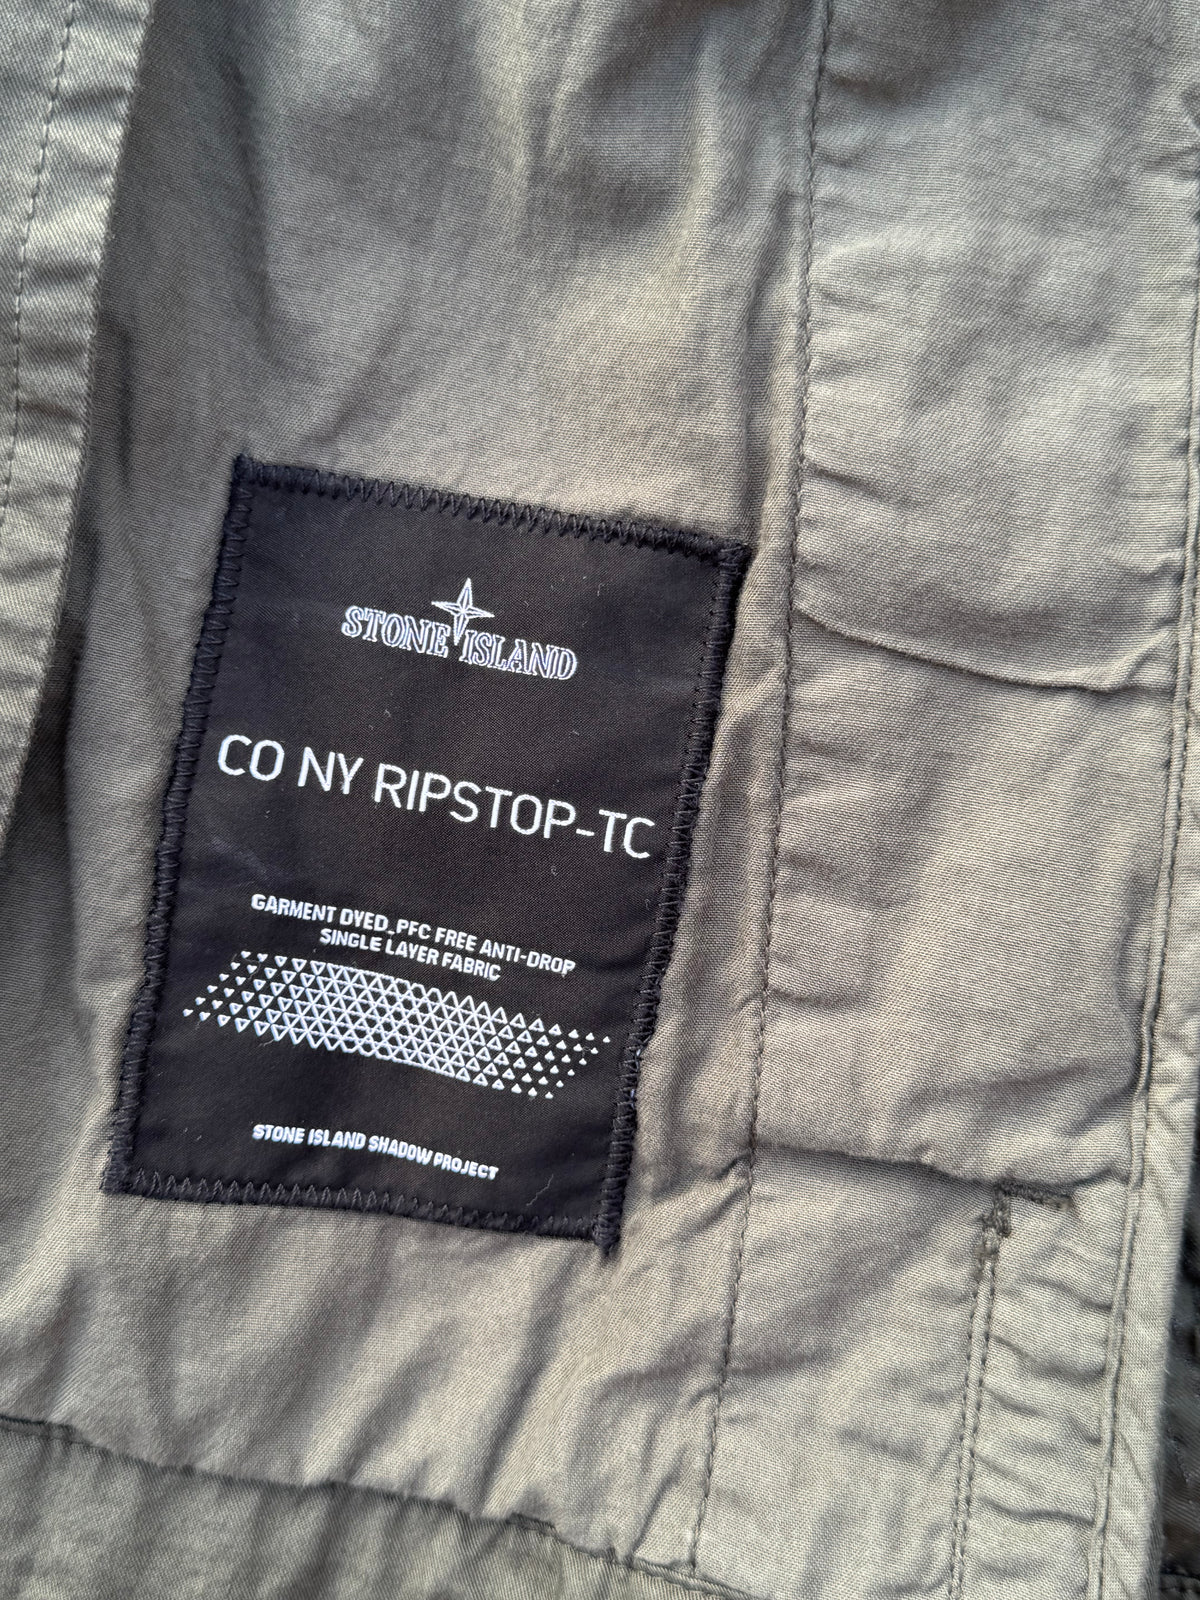 STONE ISLAND
CO NY RIPSTOP-TC
GARMENT DYED_PFC FREE ANTI-DROP
SINGLE LAYER FABRIC
STONE ISLAND SHADOW PROJECT